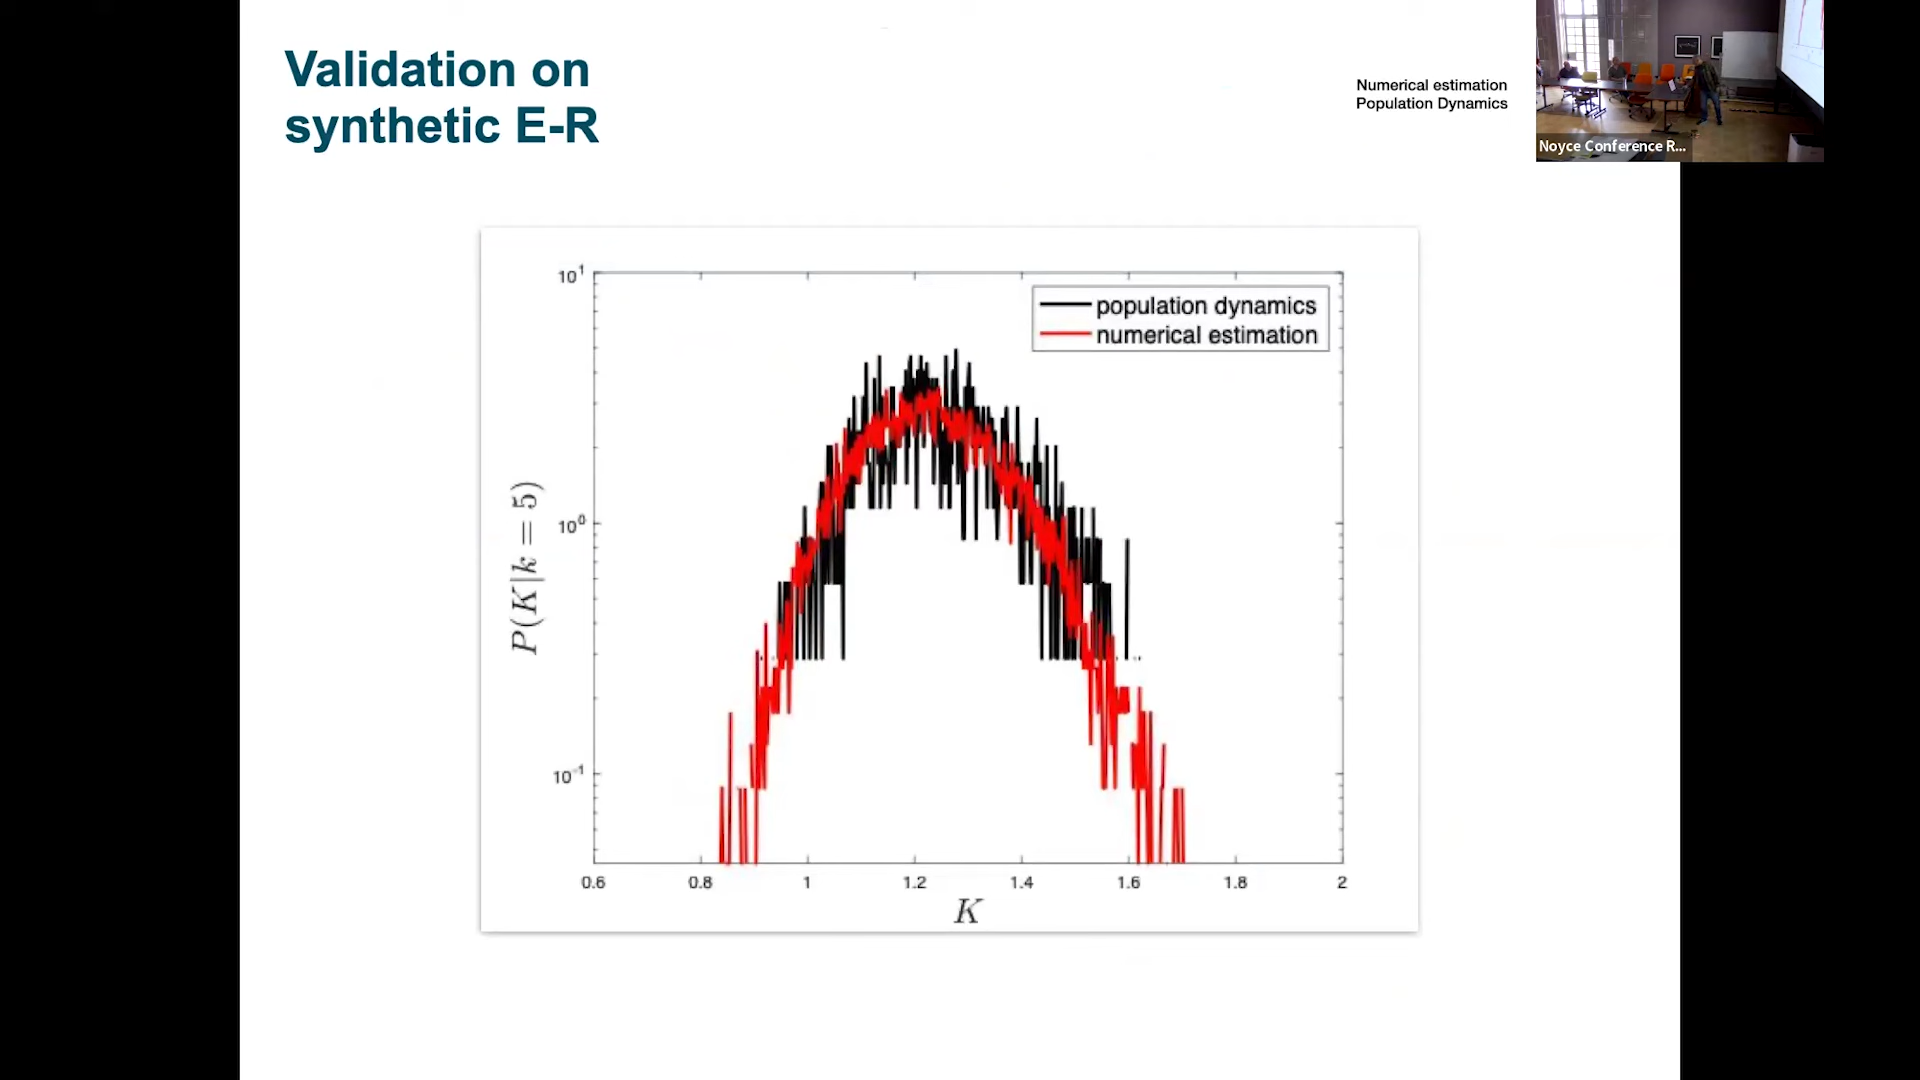 Validation on
synthetic E-R
Numerical estimation
Population Dynamics
Noyce Conference R...
10^1
population dynamics
numerical estimation
P(K|k = 5)
10^0
10^-1
0.6 0.8 1 1.2 1.4 1.6 1.8 2
K